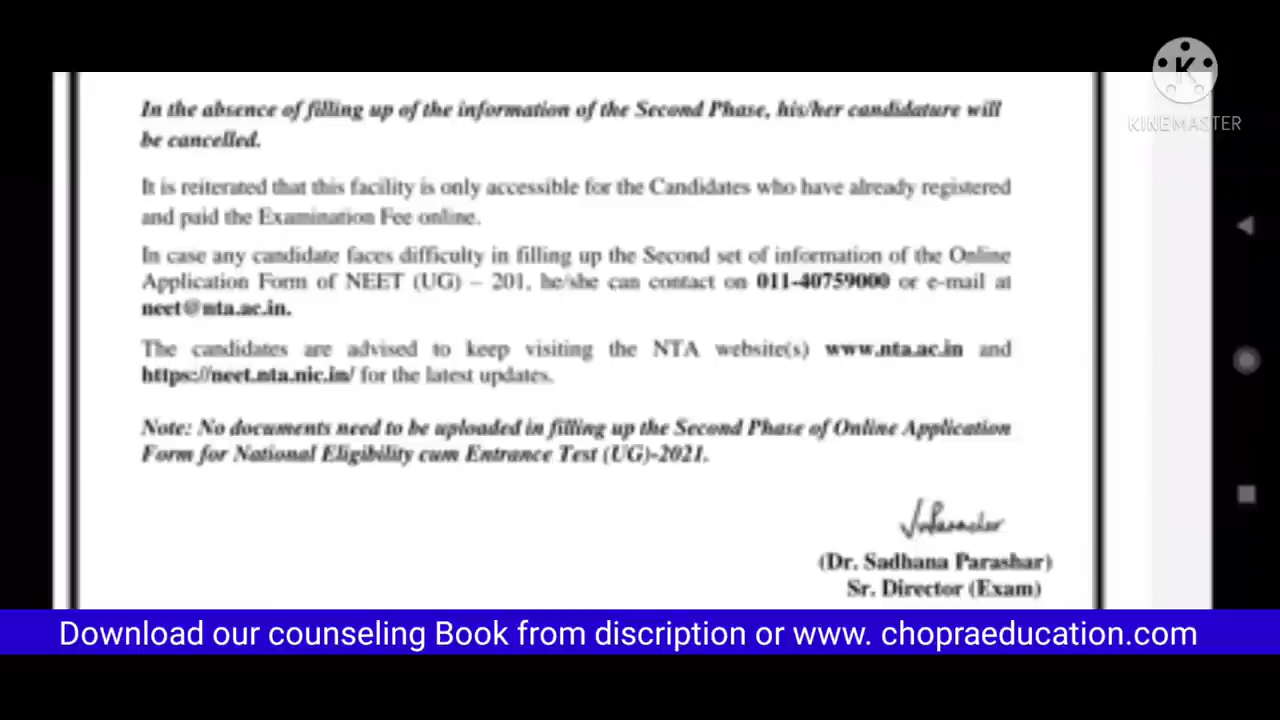 K
KINEMASTER
In the absence of filling up of the information of the Second Phase, his/her candidature will
be cancelled.
It is reiterated that this facility is only accessible for the Candidates who have already registered
and paid the Examination Fee online.
In case any candidate faces difficulty in filling up the Second set of information of the Online
Application Form of NEET (UG) – 201, he/she can contact on 011-40759000 or e-mail at
neet@nta.ac.in.
The candidates are advised to keep visiting the NTA website(s) www.nta.ac.in and
https://neet.nta.nic.in/ for the latest updates.
Note: No documents need to be uploaded in filling up the Second Phase of Online Application
Form for National Eligibility cum Entrance Test (UG)-2021.
(Dr. Sadhana Parashar)
Sr. Director (Exam)
Download our counseling Book from discription or www. chopraeducation.com